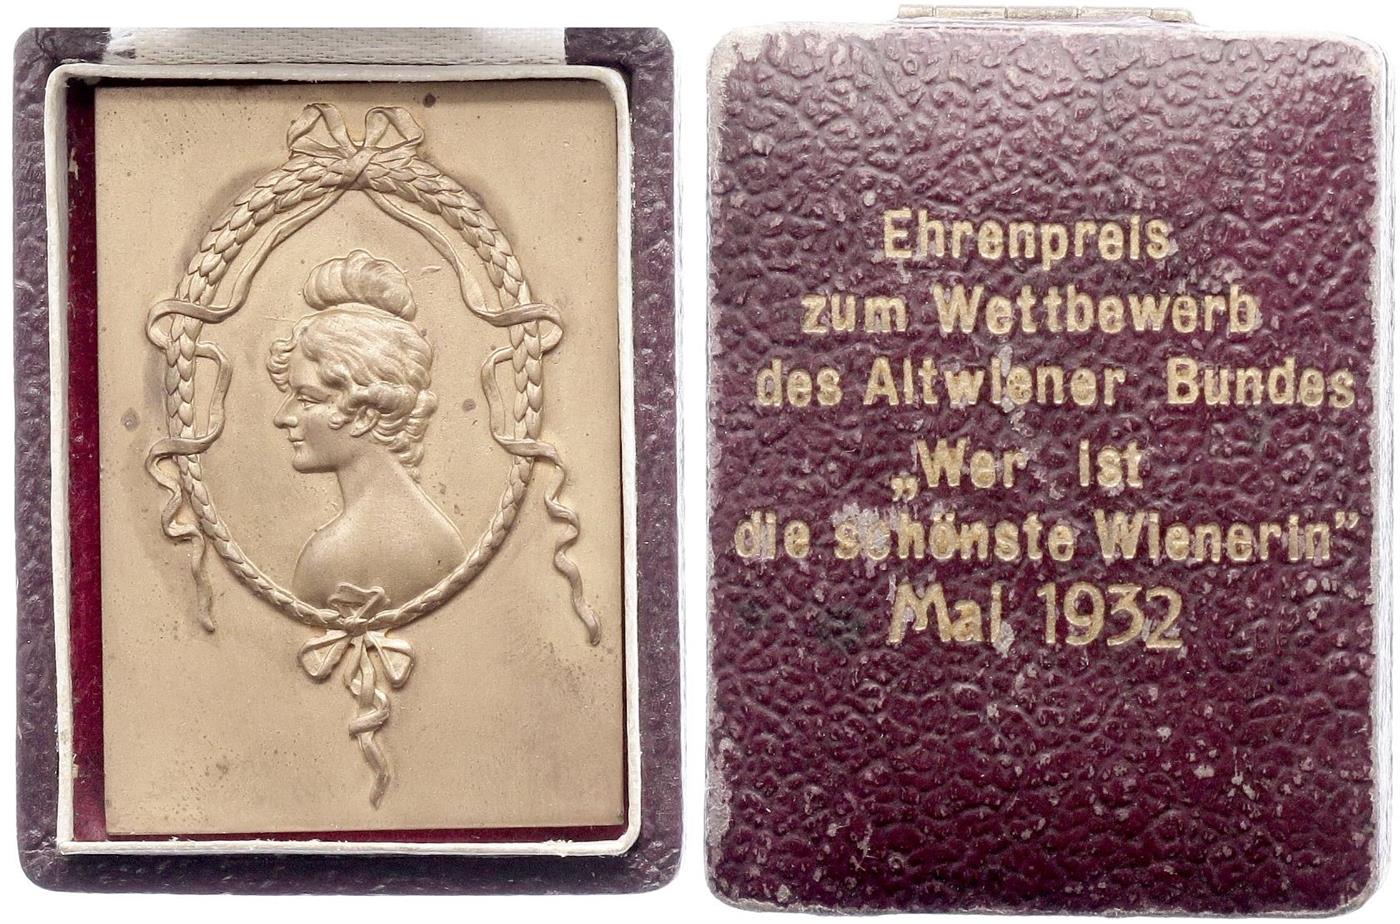 Ehrenpreis
zum Wettbewerb
des Altwiener Bundes
„Wer ist
die schönste Wienerin”
Mai 1932